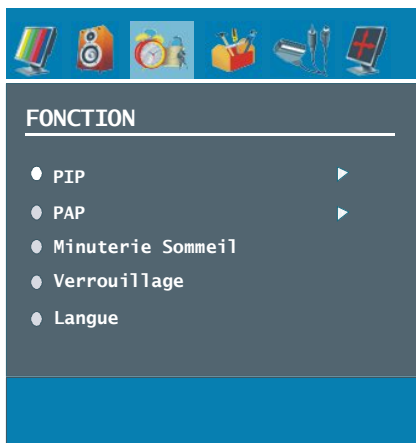 FONCTION
PIP
PAP
Minuterie Sommeil
Verrouillage
Langue